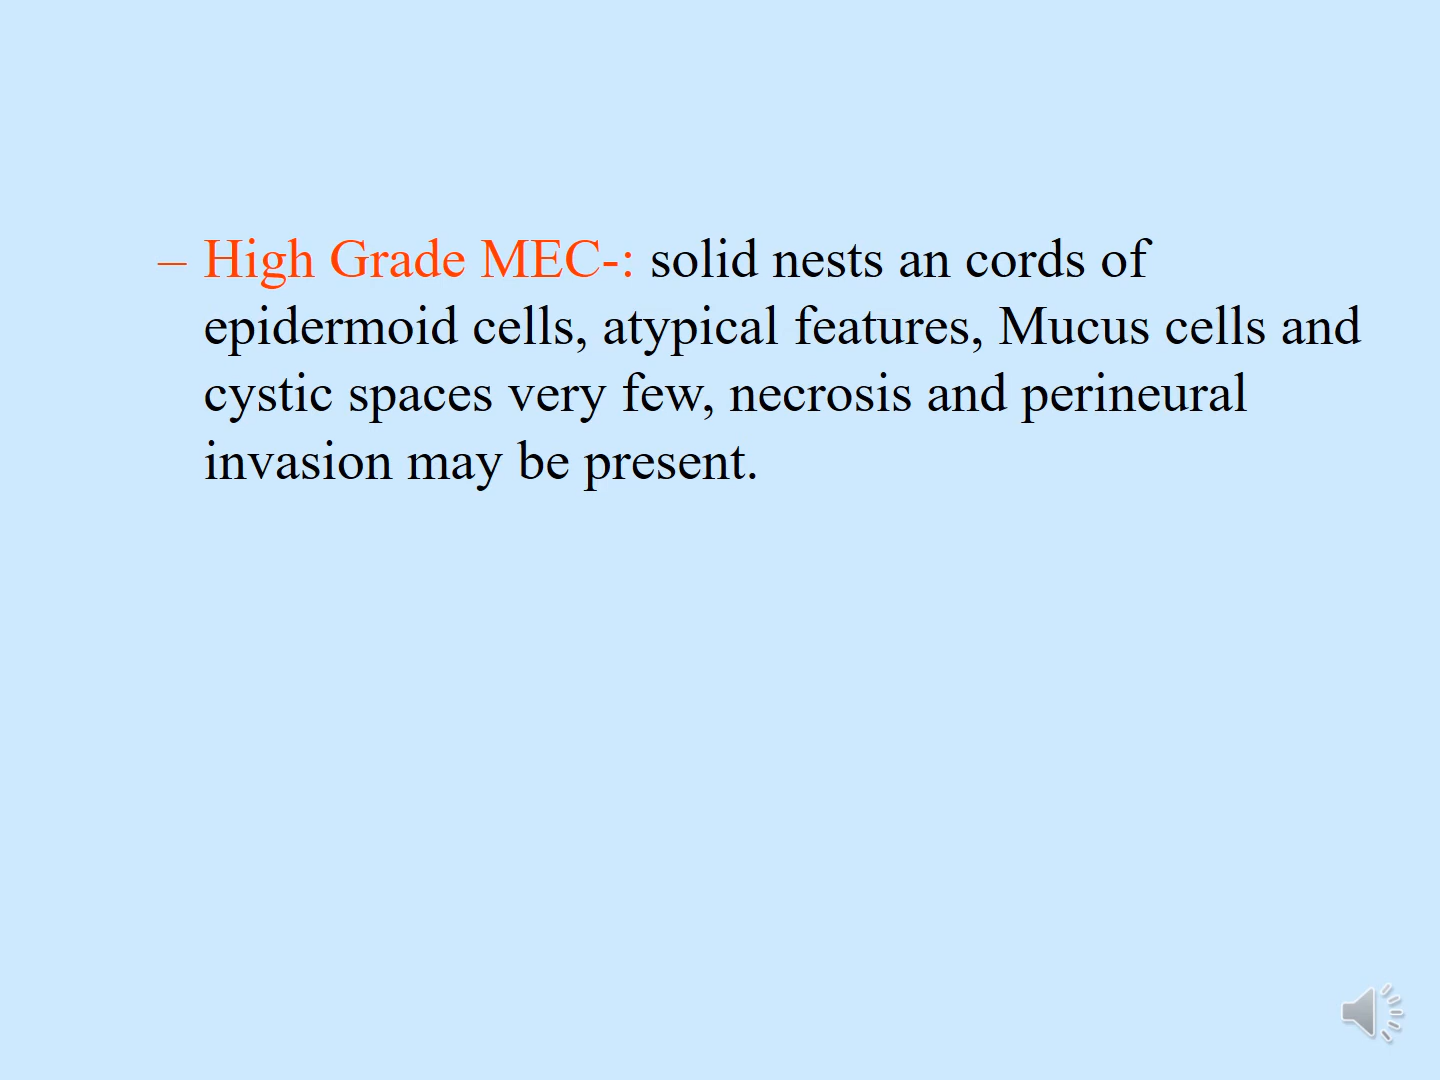 – High Grade MEC-: solid nests an cords of
epidermoid cells, atypical features, Mucus cells and
cystic spaces very few, necrosis and perineural
invasion may be present.